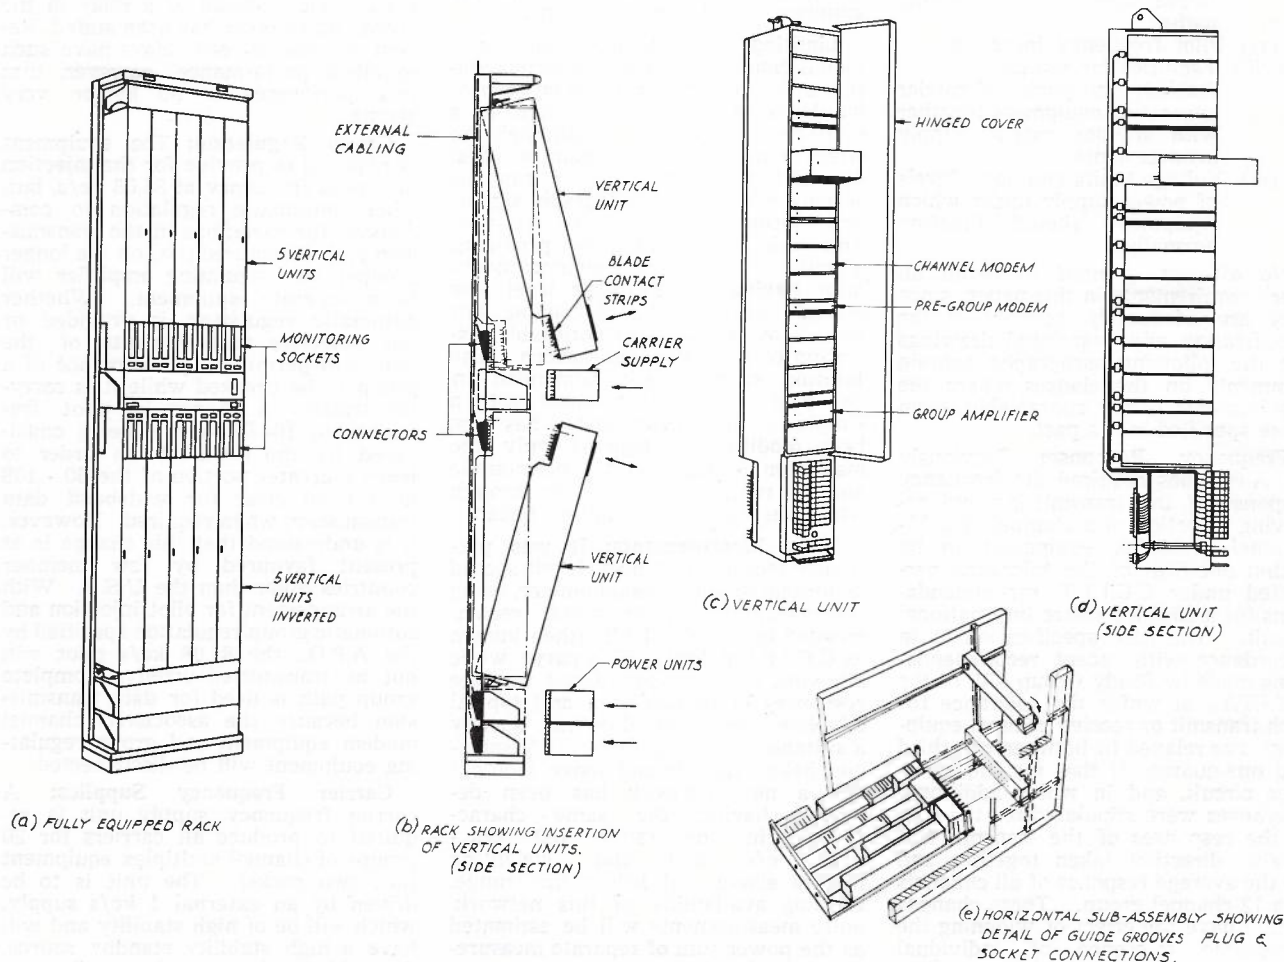 EXTERNAL
CABLING
5 VERTICAL
UNITS
MONITORING
SOCKETS
5 VERTICAL
UNITS
INVERTED
(a) FULLY EQUIPPED RACK
VERTICAL
UNIT
BLADE
CONTACT
STRIPS
CARRIER
SUPPLY
CONNECTORS
VERTICAL
UNIT
POWER UNITS
(b) RACK SHOWING INSERTION
OF VERTICAL UNITS.
(SIDE SECTION)
HINGED COVER
CHANNEL MODEM
PRE-GROUP MODEM
GROUP AMPLIFIER
(c) VERTICAL UNIT
(d) VERTICAL UNIT
(SIDE SECTION)
(e) HORIZONTAL SUB-ASSEMBLY SHOWING
DETAIL OF GUIDE GROOVES PLUG &
SOCKET CONNECTIONS.